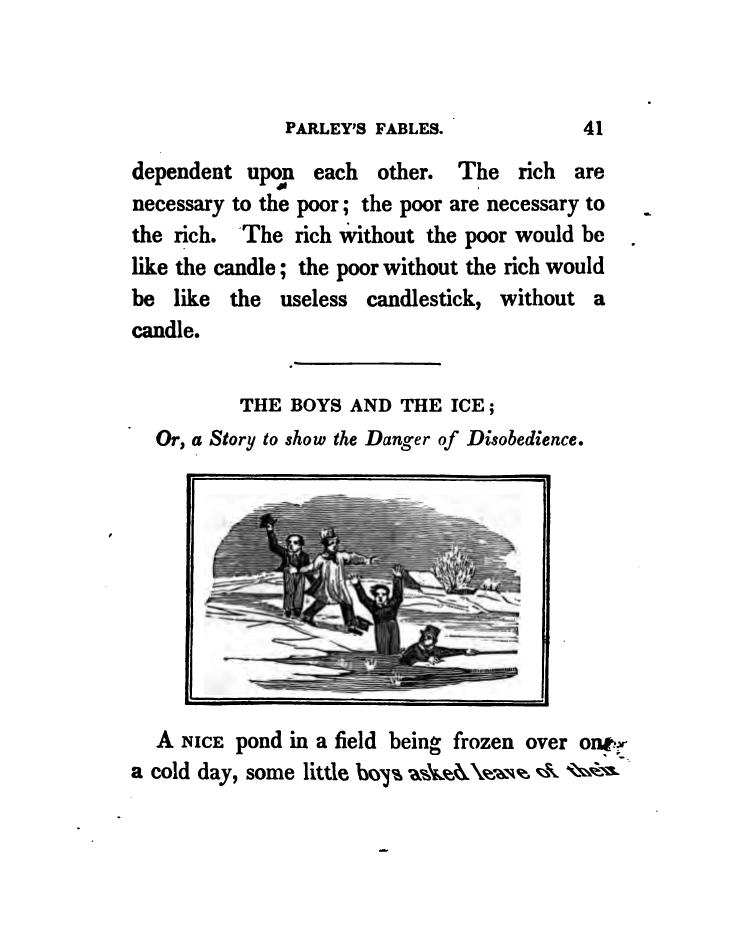 PARLEY'S FABLES. 41
dependent upon each other. The rich are
necessary to the poor; the poor are necessary to
the rich. The rich without the poor would be
like the candle; the poor without the rich would
be like the useless candlestick, without a
candle.
THE BOYS AND THE ICE;
Or, a Story to show the Danger of Disobedience.
A NICE pond in a field being frozen over on
a cold day, some little boys asked leave of their